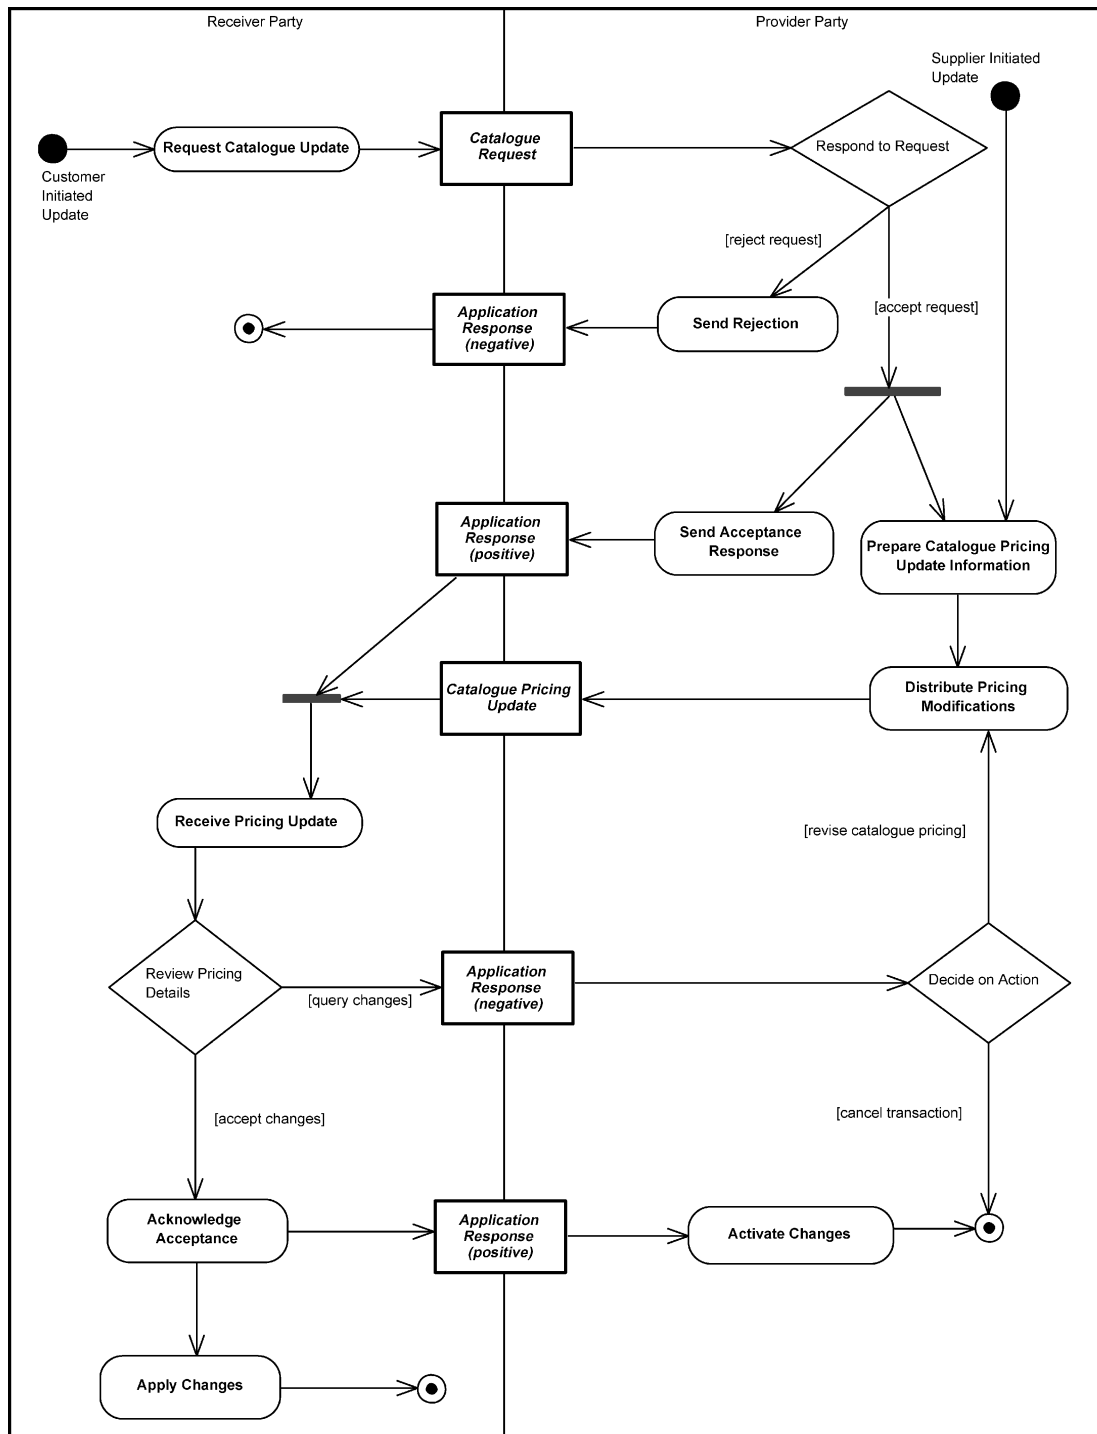 Receiver Party
Provider Party
Supplier Initiated
Update
Customer
Initiated
Update
Request Catalogue Update
Catalogue
Request
Respond to Request
[reject request]
[accept request]
Application
Response
(negative)
Send Rejection
Application
Response
(positive)
Send Acceptance
Response
Prepare Catalogue Pricing
Update Information
Catalogue Pricing
Update
Distribute Pricing
Modifications
Receive Pricing Update
[revise catalogue pricing]
Review Pricing
Details
[query changes]
Application
Response
(negative)
Decide on Action
[accept changes]
[cancel transaction]
Acknowledge
Acceptance
Application
Response
(positive)
Activate Changes
Apply Changes